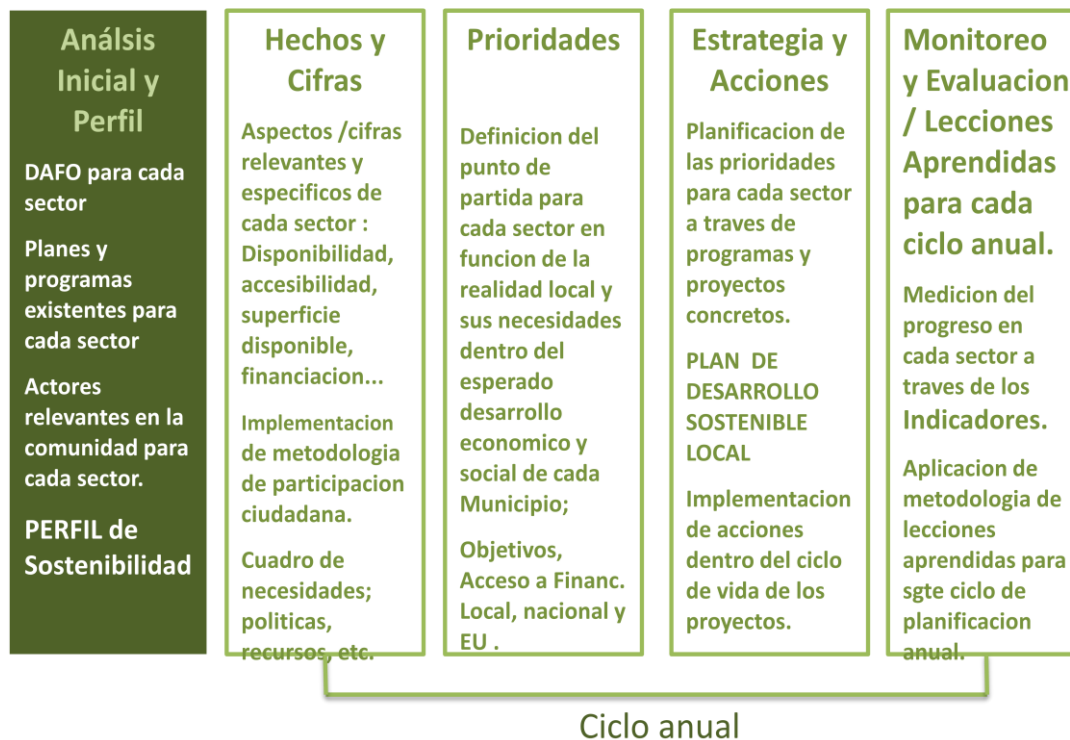 Análsis
Inicial y
Perfil
DAFO para cada
sector
Planes y
programas
existentes para
cada sector
Actores
relevantes en la
comunidad para
cada sector.
PERFIL de
Sostenibilidad
Hechos y
Cifras
Aspectos /cifras
relevantes y
especificos de
cada sector :
Disponibilidad,
accesibilidad,
superficie
disponible,
financiacion...
Implementacion
de metodologia
de participacion
ciudadana.
Cuadro de
necesidades;
politicas,
recursos, etc.
Prioridades
Definicion del
punto de
partida para
cada sector en
funcion de la
realidad local y
sus necesidades
dentro del
esperado
desarrollo
economico y
social de cada
Municipio;
Objetivos,
Acceso a Financ.
Local, nacional y
EU .
Estrategia y
Acciones
Planificacion de
las prioridades
para cada sector
a traves de
programas y
proyectos
concretos.
PLAN DE
DESARROLLO
SOSTENIBLE
LOCAL
Implementacion
de acciones
dentro del ciclo
de vida de los
proyectos.
Monitoreo
y Evaluacion
/ Lecciones
Aprendidas
para cada
ciclo anual.
Medicion del
progreso en
cada sector a
traves de los
Indicadores.
Aplicacion de
metodologia de
lecciones
aprendidas para
sgte ciclo de
planificacion
anual.
Ciclo anual